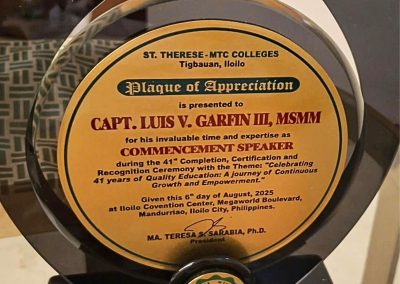 ST. THERESE-MTC COLLEGES
Tigbauan, Iloilo
Plaque of Appreciation
is presented to
CAPT. LUIS V. GARFIN III, MSMM
for his invaluable time and expertise as
COMMENCEMENT SPEAKER
during the 41st Completion, Certification and
Recognition Ceremony with the Theme: "Celebrating
41 years of Quality Education: A journey of Continuous
Growth and Empowerment."
Given this 6th day of August, 2025
at Iloilo Covention Center, Megaworld Boulevard,
Mandurriao, Iloilo City, Philippines.
MA. TERESA S. SARABIA, Ph.D.
President